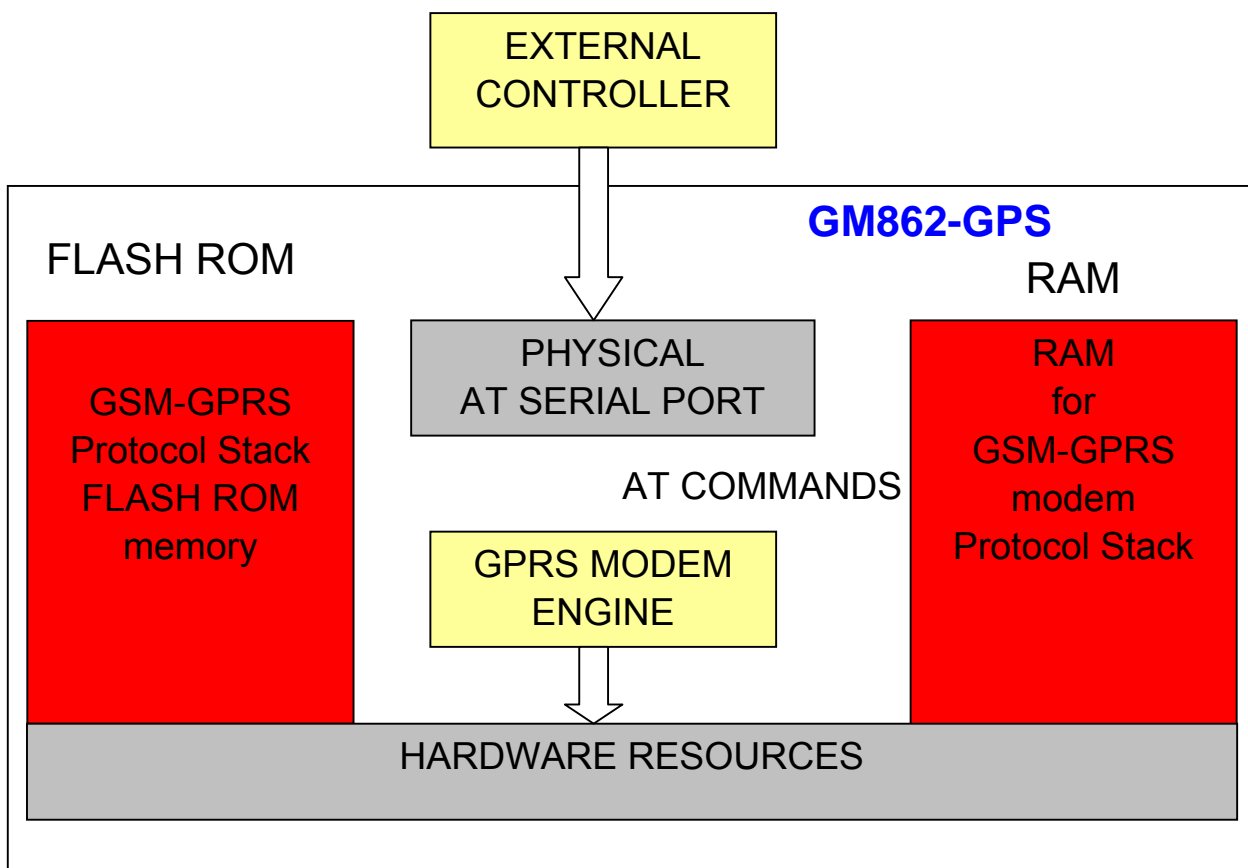 EXTERNAL
CONTROLLER
GM862-GPS
FLASH ROM
RAM
GSM-GPRS
Protocol Stack
FLASH ROM
memory
PHYSICAL
AT SERIAL PORT
AT COMMANDS
GPRS MODEM
ENGINE
RAM
for
GSM-GPRS
modem
Protocol Stack
HARDWARE RESOURCES